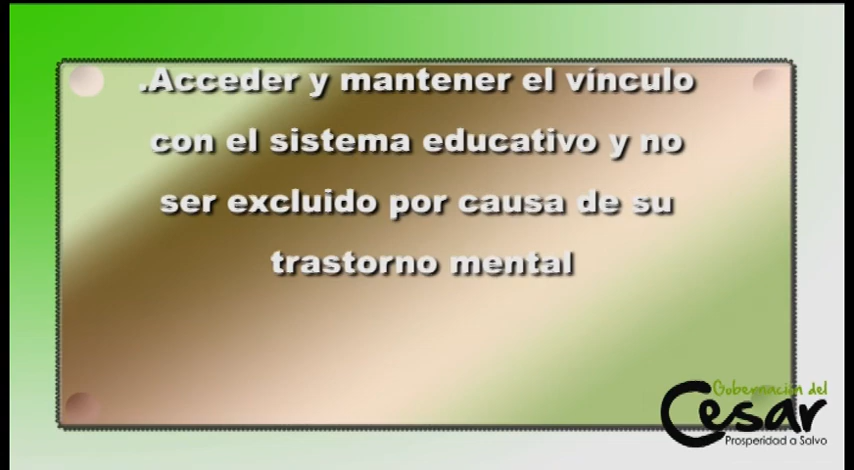 .Acceder y mantener el vínculo
con el sistema educativo y no
ser excluido por causa de su
trastorno mental
Gobernación del
Cesar
Prosperidad a Salvo